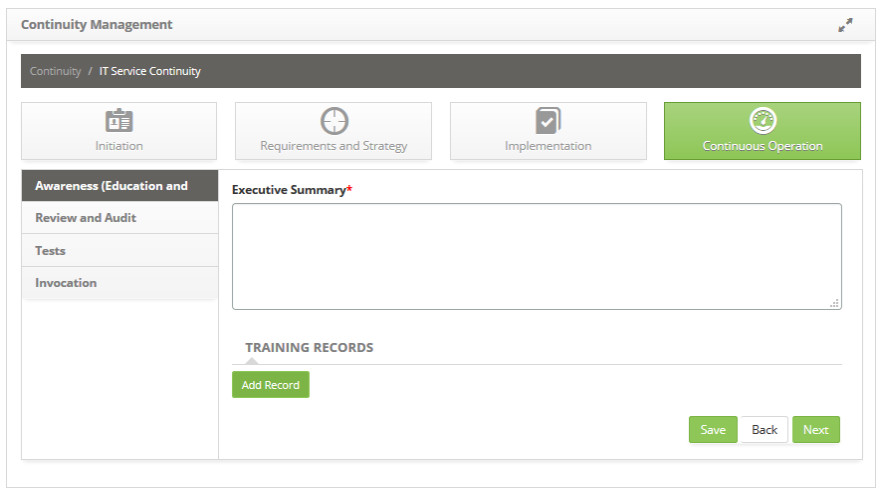 Continuity Management
Continuity / IT Service Continuity
Initiation
Requirements and Strategy
Implementation
Continuous Operation
Awareness (Education and
Review and Audit
Tests
Invocation
Executive Summary*
TRAINING RECORDS
Add Record
Save Back Next